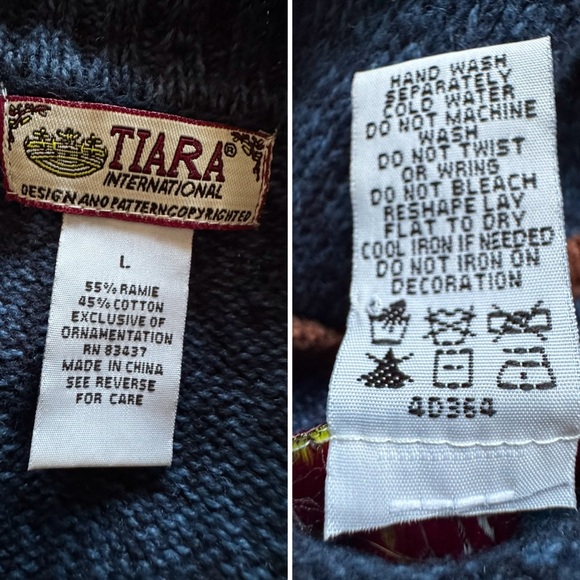 TIARA®
INTERNATIONAL
DESIGN AND PATTERN COPYRIGHTED
L
55% RAMIE
45% COTTON
EXCLUSIVE OF
ORNAMENTATION
RN 83437
MADE IN CHINA
SEE REVERSE
FOR CARE
HAND WASH
SEPARATELY
COLD WATER
DO NOT MACHINE
WASH
DO NOT TWIST
OR WRING
DO NOT BLEACH
RESHAPE LAY
FLAT TO DRY
COOL IRON IF NEEDED
DO NOT IRON ON
DECORATION
4D364